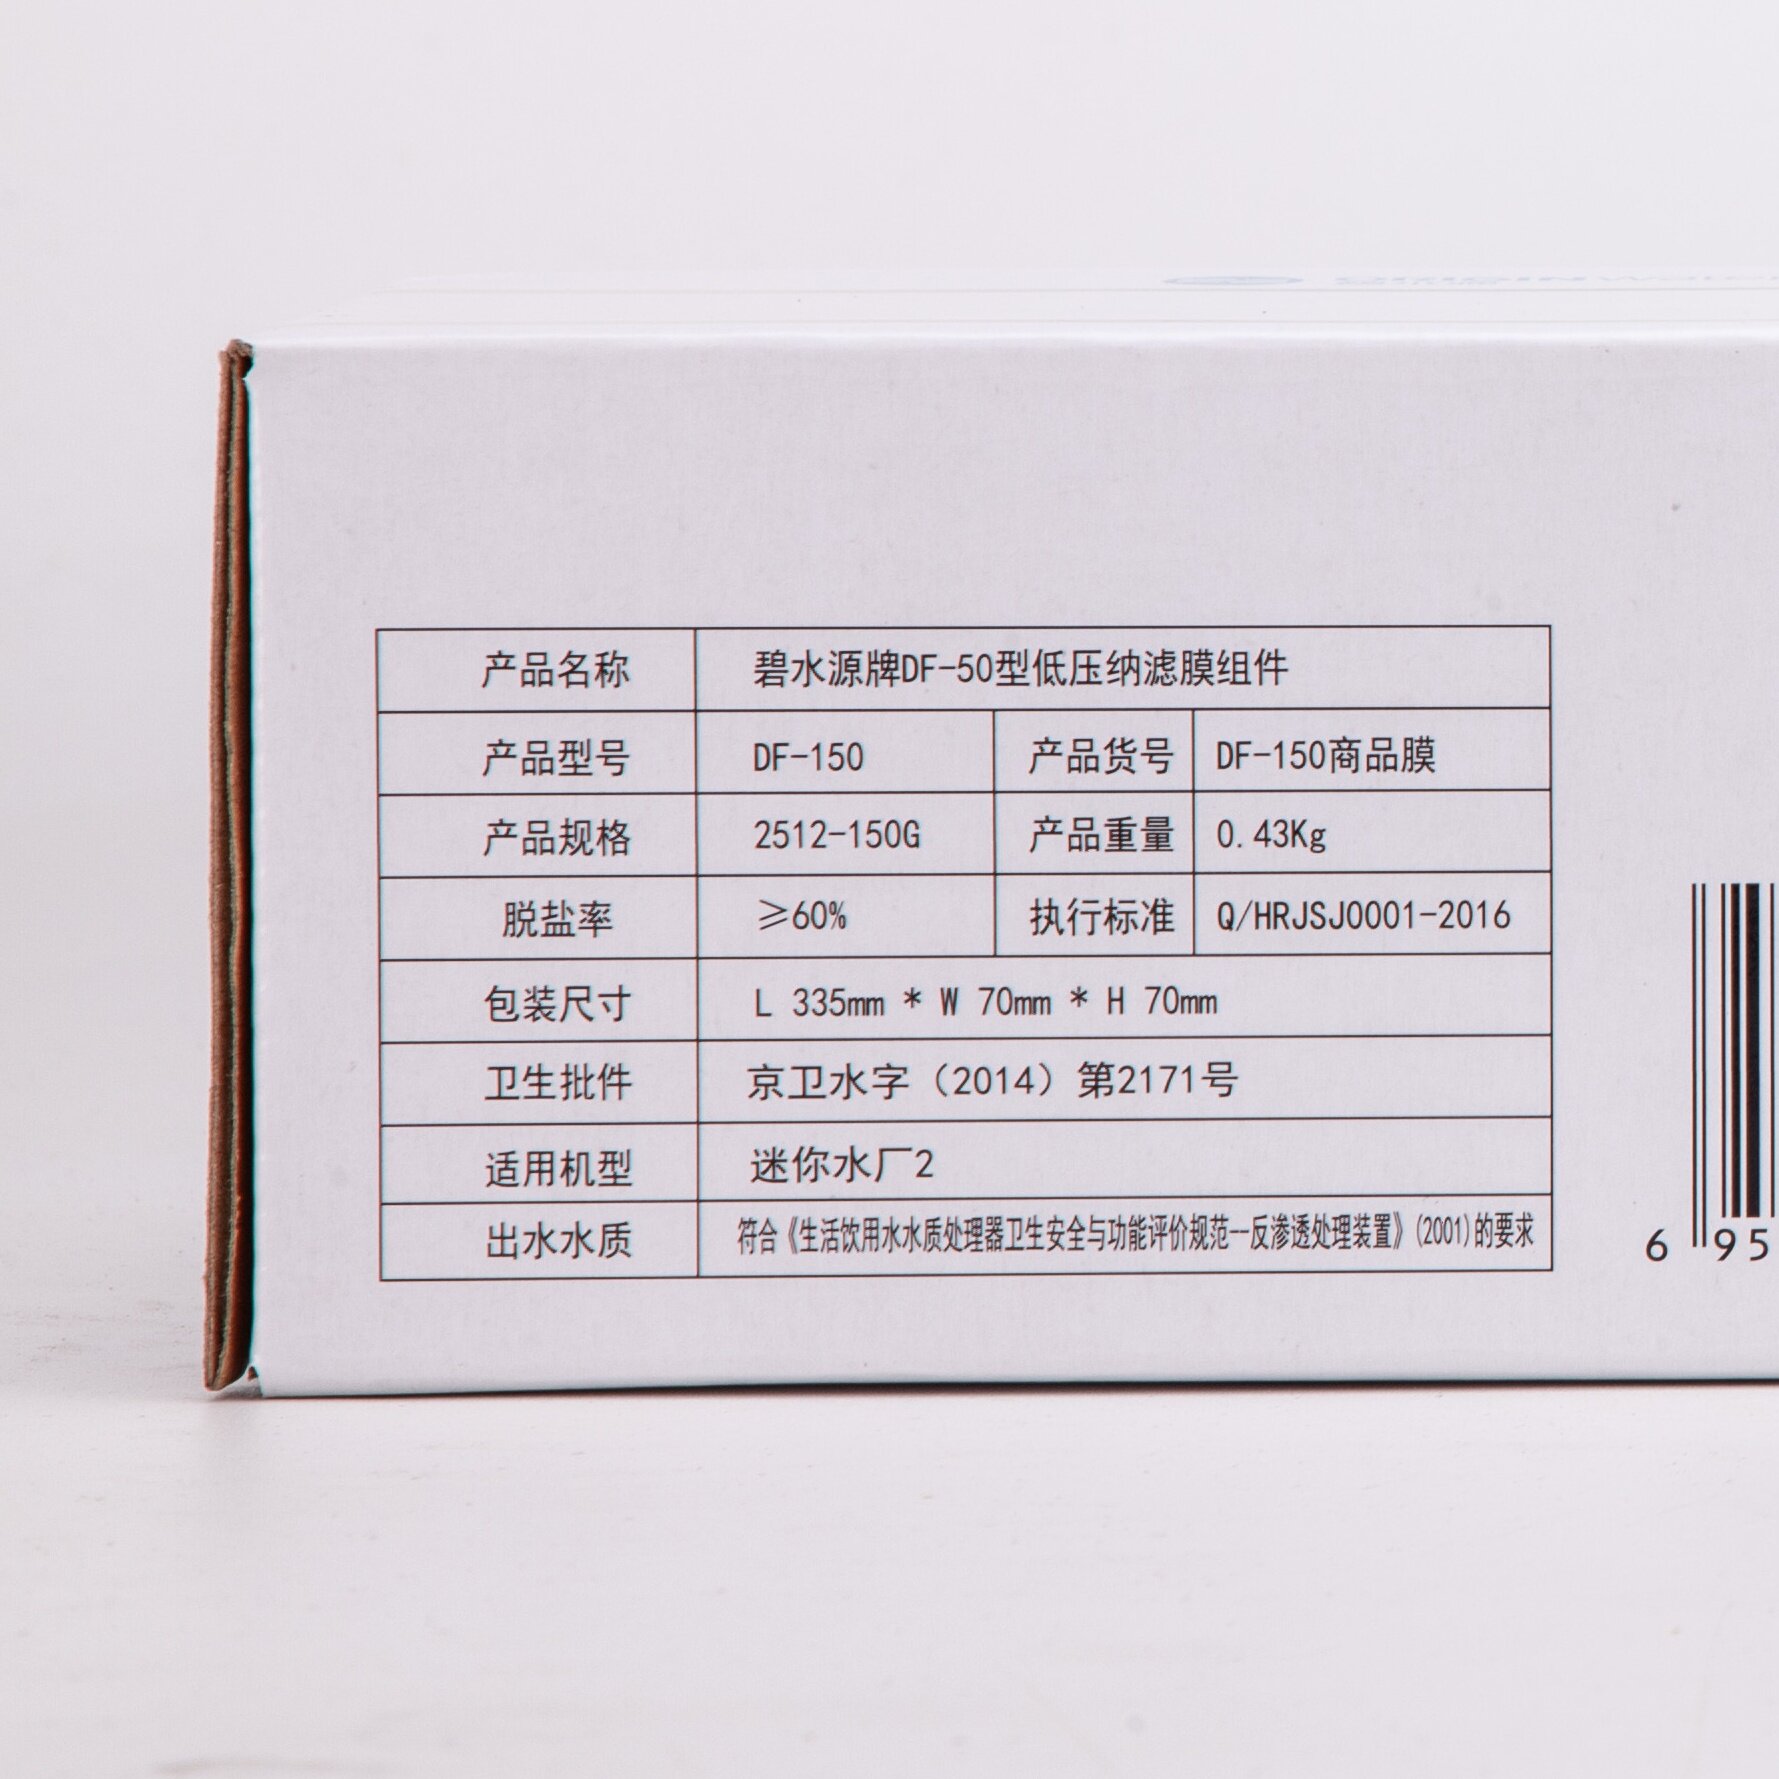 产品名称 碧水源牌DF-50型低压纳滤膜组件
产品型号 DF-150 产品货号 DF-150商品膜
产品规格 2512-150G 产品重量 0.43Kg
脱盐率 ≥60% 执行标准 Q/HRJSJ0001-2016
包装尺寸 L 335mm * W 70mm * H 70mm
卫生批件 京卫水字（2014）第2171号
适用机型 迷你水厂2
出水水质 符合《生活饮用水水质处理器卫生安全与功能评价规范--反渗透处理装置》(2001)的要求
6 95